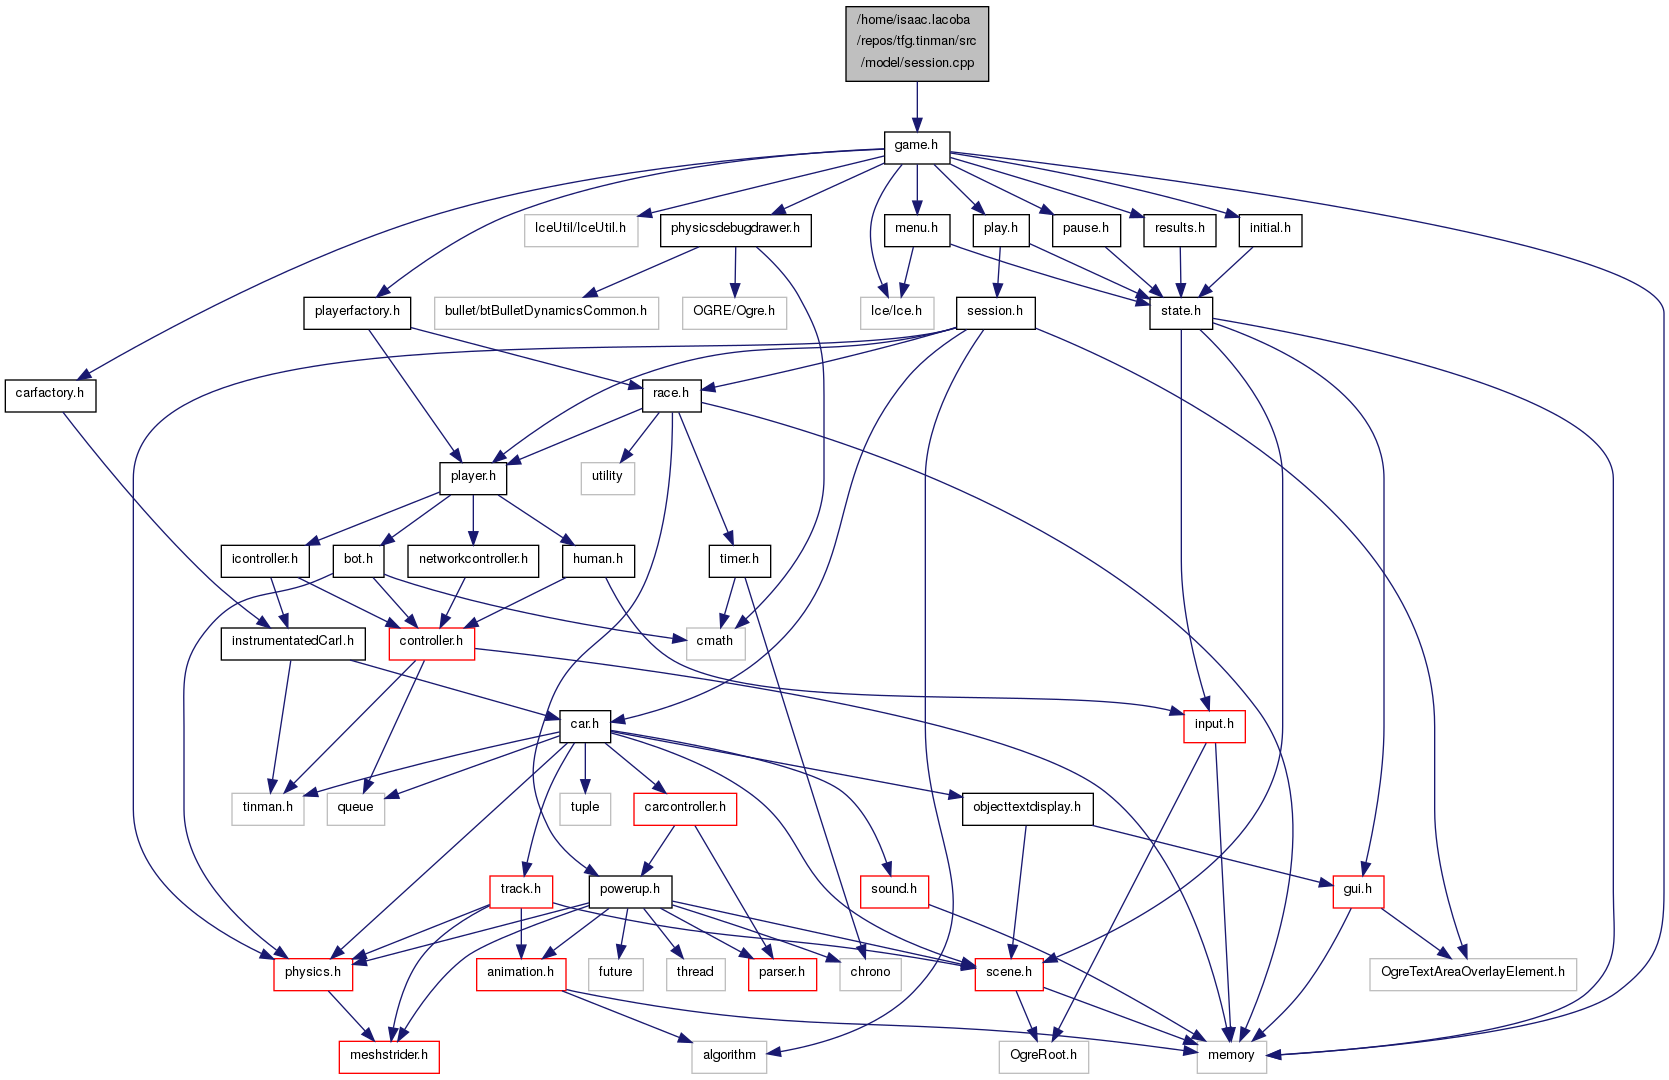 /home/isaac.lacoba
/repos/tfg.tinman/src
/model/session.cpp
game.h
IceUtil/IceUtil.h
physicsdebugdrawer.h
menu.h
play.h
pause.h
results.h
initial.h
playerfactory.h
bullet/btBulletDynamicsCommon.h
OGRE/Ogre.h
Ice/Ice.h
session.h
state.h
carfactory.h
race.h
player.h
utility
icontroller.h
bot.h
networkcontroller.h
human.h
timer.h
instrumentatedCarI.h
controller.h
cmath
car.h
input.h
tinman.h
queue
tuple
carcontroller.h
objecttextdisplay.h
track.h
powerup.h
sound.h
gui.h
physics.h
animation.h
future
thread
parser.h
chrono
scene.h
OgreTextAreaOverlayElement.h
meshstrider.h
algorithm
OgreRoot.h
memory